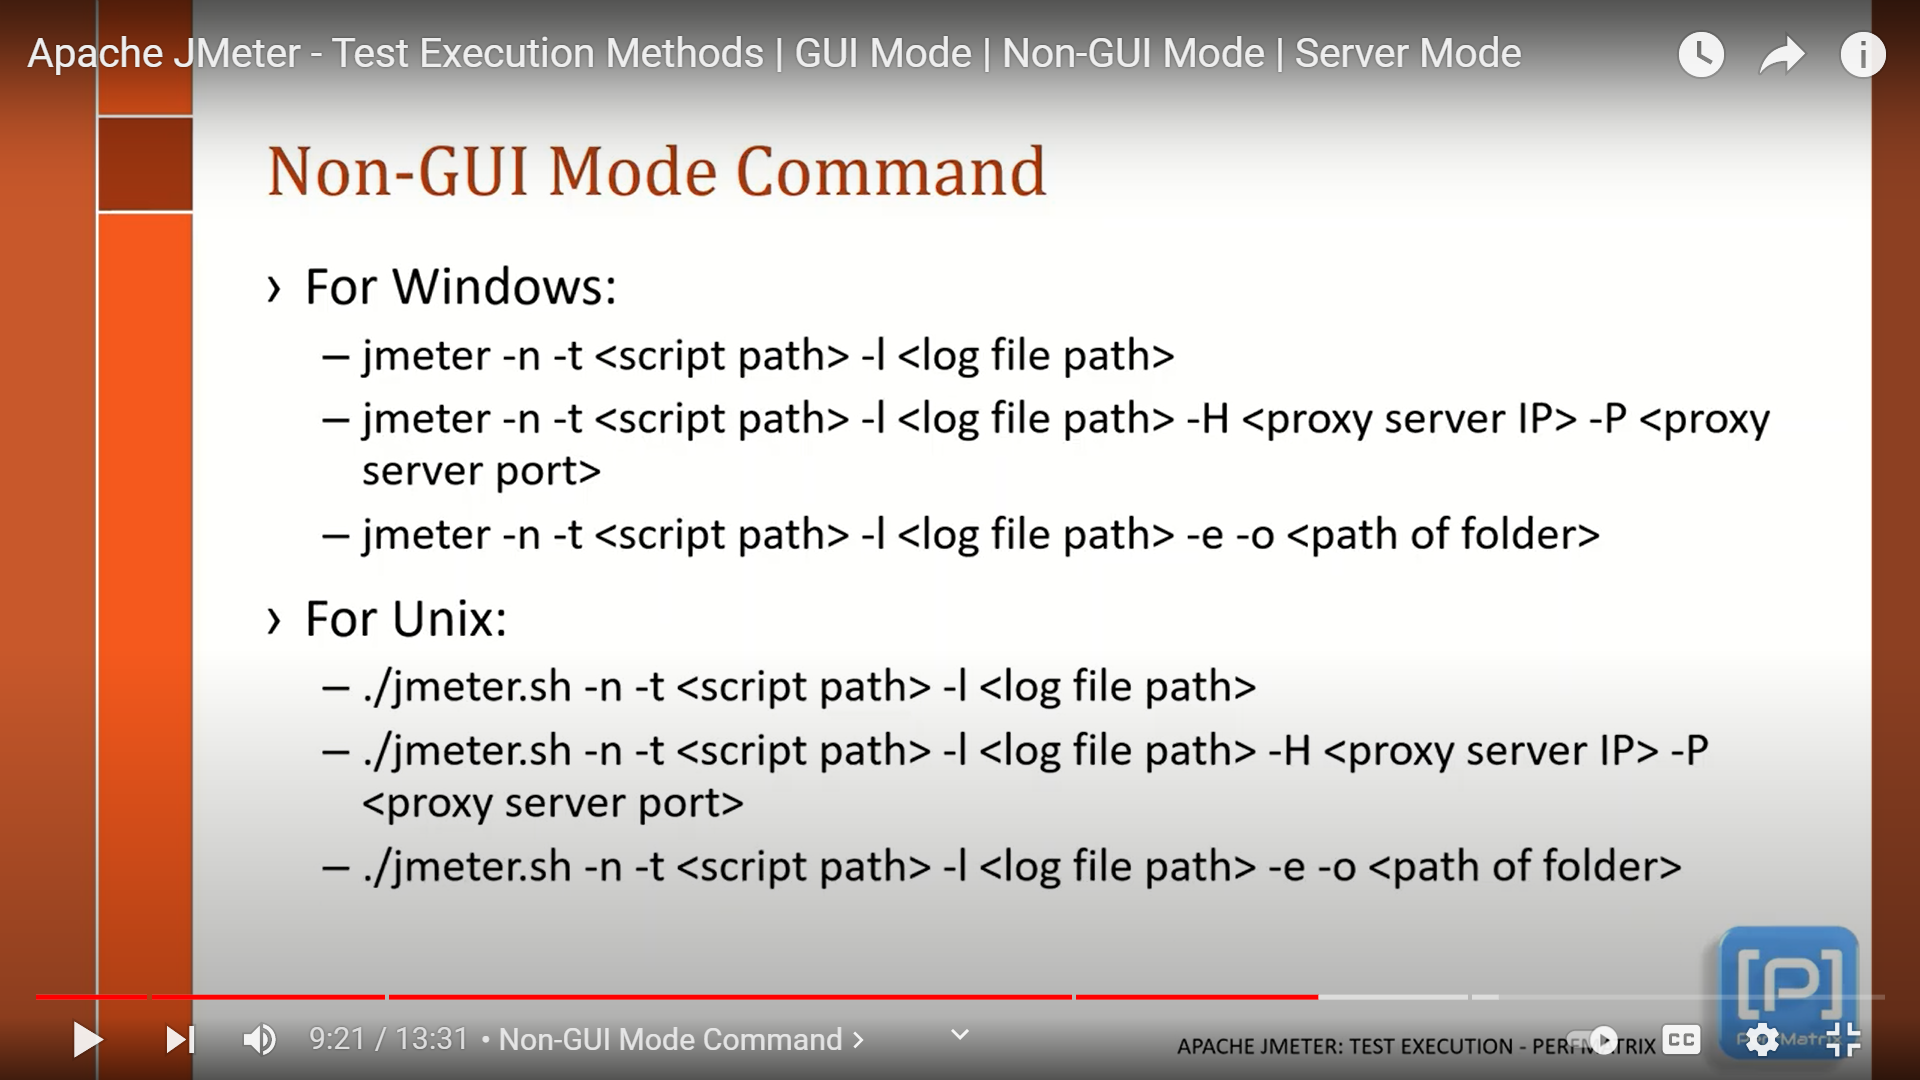 Apache JMeter - Test Execution Methods | GUI Mode | Non-GUI Mode | Server Mode
Non-GUI Mode Command
› For Windows:
– jmeter -n -t <script path> -l <log file path>
– jmeter -n -t <script path> -l <log file path> -H <proxy server IP> -P <proxy
server port>
– jmeter -n -t <script path> -l <log file path> -e -o <path of folder>
› For Unix:
– ./jmeter.sh -n -t <script path> -l <log file path>
– ./jmeter.sh -n -t <script path> -l <log file path> -H <proxy server IP> -P
<proxy server port>
– ./jmeter.sh -n -t <script path> -l <log file path> -e -o <path of folder>
[P]
9:21 / 13:31 • Non-GUI Mode Command ›
APACHE JMETER: TEST EXECUTION -
CC